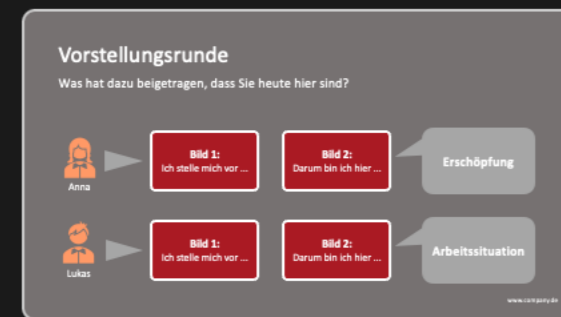 Vorstellungsrunde
Was hat dazu beigetragen, dass Sie heute hier sind?
Anna
Bild 1:
Ich stelle mich vor ...
Bild 2:
Darum bin ich hier ...
Erschöpfung
Lukas
Bild 1:
Ich stelle mich vor ...
Bild 2:
Darum bin ich hier ...
Arbeitssituation
www.company.de